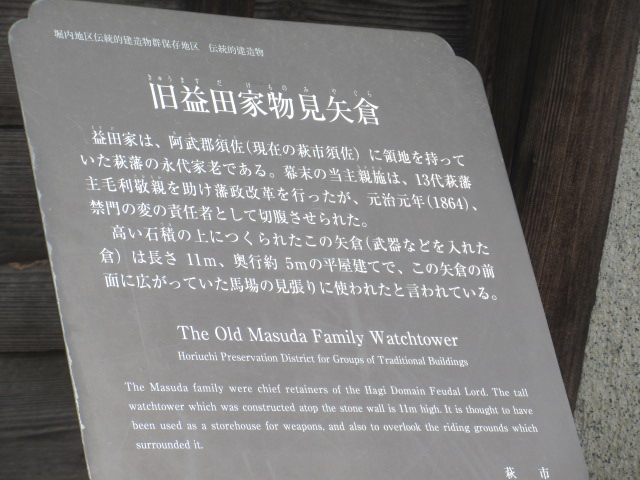 堀内地区伝統的建造物群保存地区　伝統的建造物
きゅうますだ　けものみやぐら
旧益田家物見矢倉
益田家は、阿武郡須佐（現在の萩市須佐）に領地を持って
いた萩藩の永代家老である。幕末の当主親施は、13代萩藩
主毛利敬親を助け藩政改革を行ったが、元治元年(1864)、
禁門の変の責任者として切腹させられた。
高い石積の上につくられたこの矢倉（武器などを入れた
倉）は長さ 11m、奥行約 5mの平屋建てで、この矢倉の前
面に広がっていた馬場の見張りに使われたと言われている。
The Old Masuda Family Watchtower
Horiuchi Preservation District for Groups of Traditional Buildings
The Masuda family were chief retainers of the Hagi Domain Feudal Lord. The tall
watchtower which was constructed atop the stone wall is 11m high. It is thought to have
been used as a storehouse for weapons, and also to overlook the riding grounds which
surrounded it.
萩　市